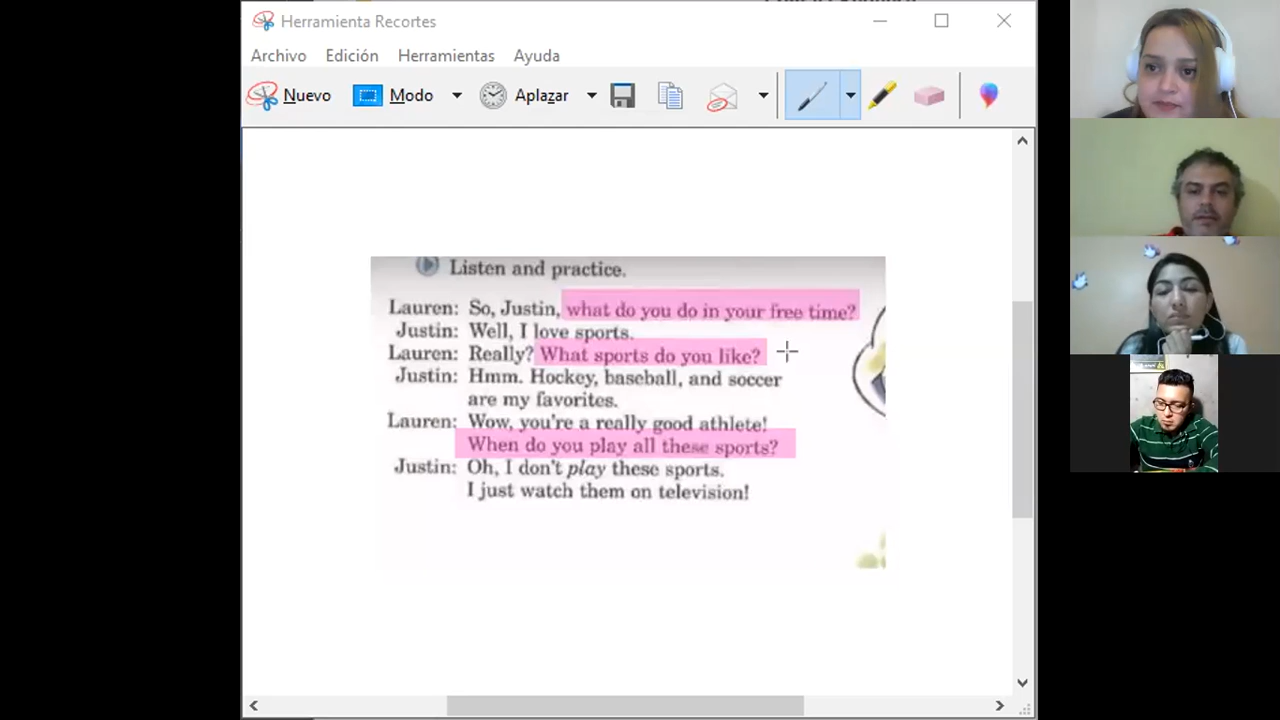 Herramienta Recortes
Archivo Edición Herramientas Ayuda
Nuevo Modo Aplazar
Listen and practice.
Lauren: So, Justin, what do you do in your free time?
Justin: Well, I love sports.
Lauren: Really? What sports do you like?
Justin: Hmm. Hockey, baseball, and soccer
are my favorites.
Lauren: Wow, you're a really good athlete!
When do you play all these sports?
Justin: Oh, I don't play these sports.
I just watch them on television!